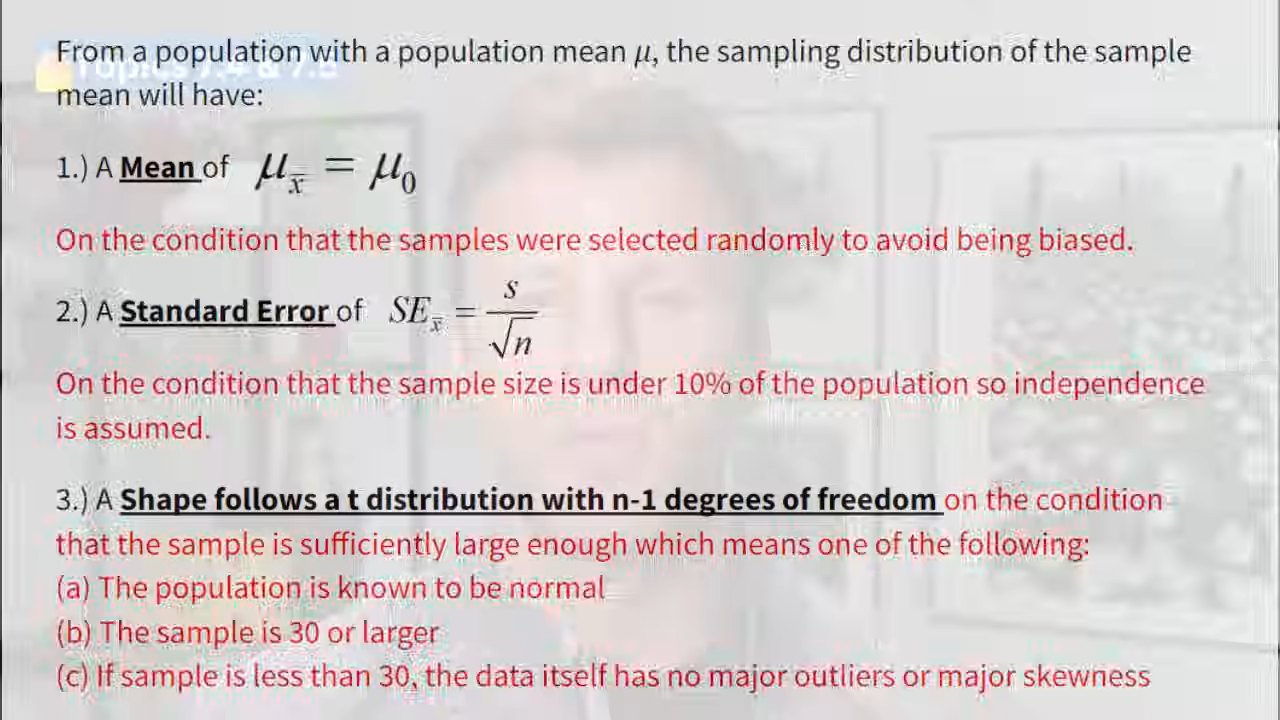 From a population with a population mean μ, the sampling distribution of the sample
mean will have:
1.) A Mean of μ_x̄ = μ₀
On the condition that the samples were selected randomly to avoid being biased.
2.) A Standard Error of SE_x̄ = s/√n
On the condition that the sample size is under 10% of the population so independence
is assumed.
3.) A Shape follows a t distribution with n-1 degrees of freedom on the condition
that the sample is sufficiently large enough which means one of the following:
(a) The population is known to be normal
(b) The sample is 30 or larger
(c) If sample is less than 30, the data itself has no major outliers or major skewness